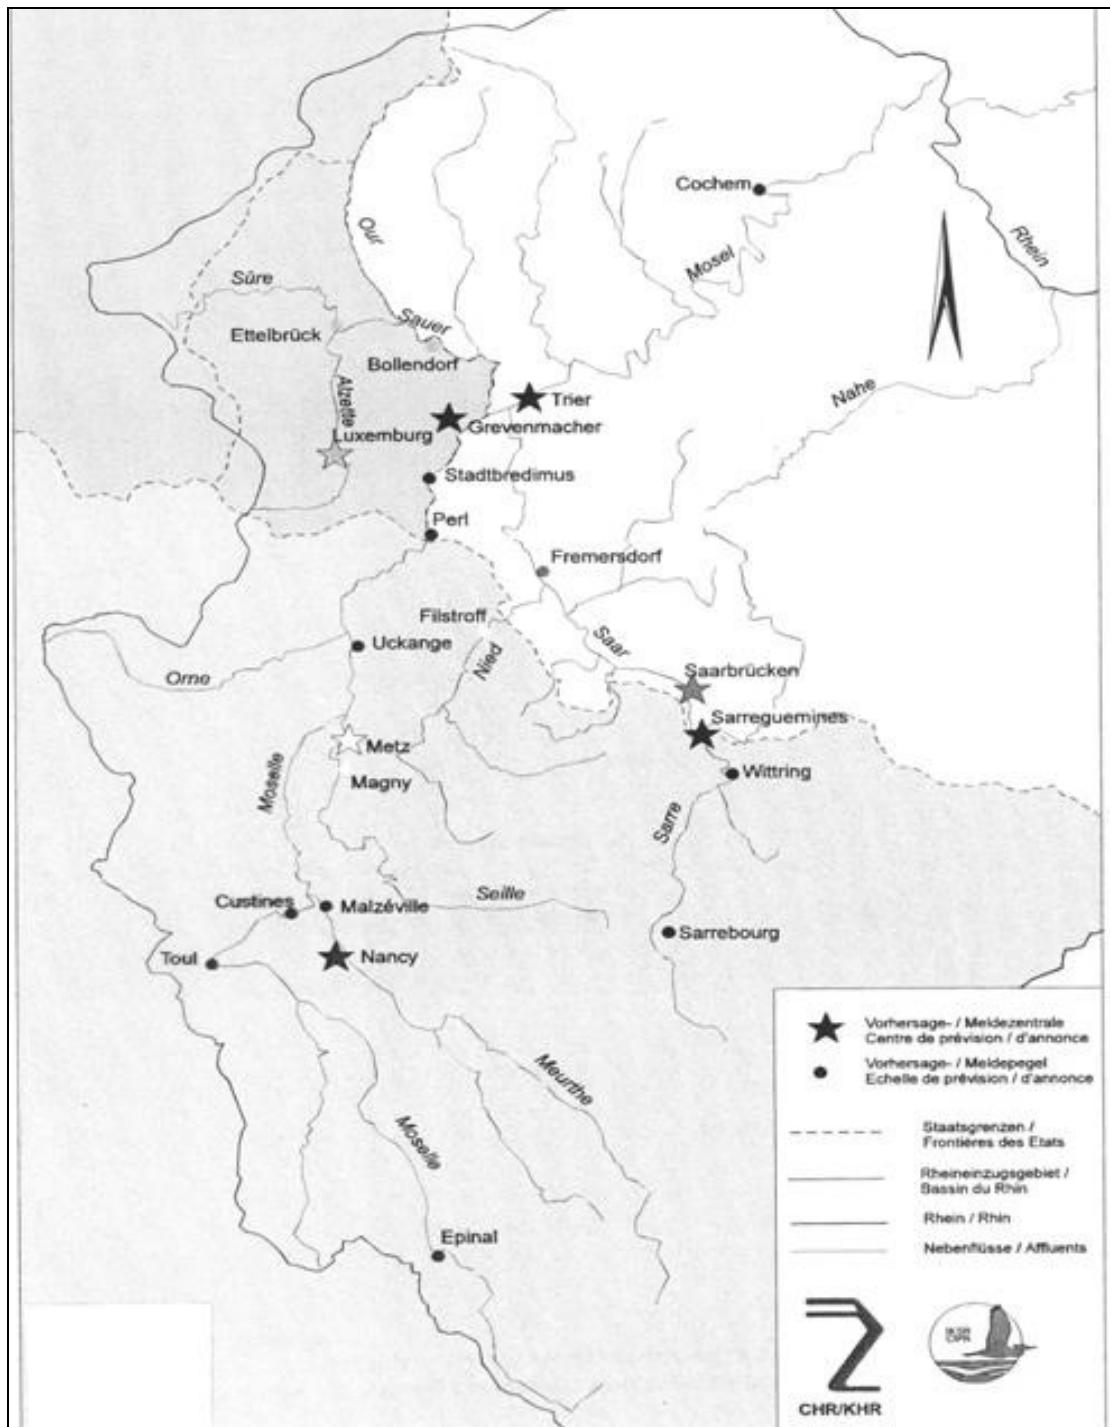 Cochem
Our
Rhein
Mosel
Sûre
Sauer
Ettelbrück
Bollendorf
Alzette
Nahe
Trier
Luxemburg
Grevenmacher
Stadtbredimus
Perl
Fremersdorf
Filstroff
Saar
Uckange
Nied
Orne
Saarbrücken
Sarreguemines
Metz
Wittring
Moselle
Magny
Sarre
Seille
Custines
Malzéville
Sarrebourg
Toul
Nancy
Meurthe
Moselle
Epinal
Vorhersage- / Meldezentrale
Centre de prévision / d'annonce
Vorhersage- / Meldepegel
Echelle de prévision / d'annonce
Staatsgrenzen /
Frontières des Etats
Rheineinzugsgebiet /
Bassin du Rhin
Rhein / Rhin
Nebenflüsse / Affluents
IKSR
CIPR
CHR/KHR